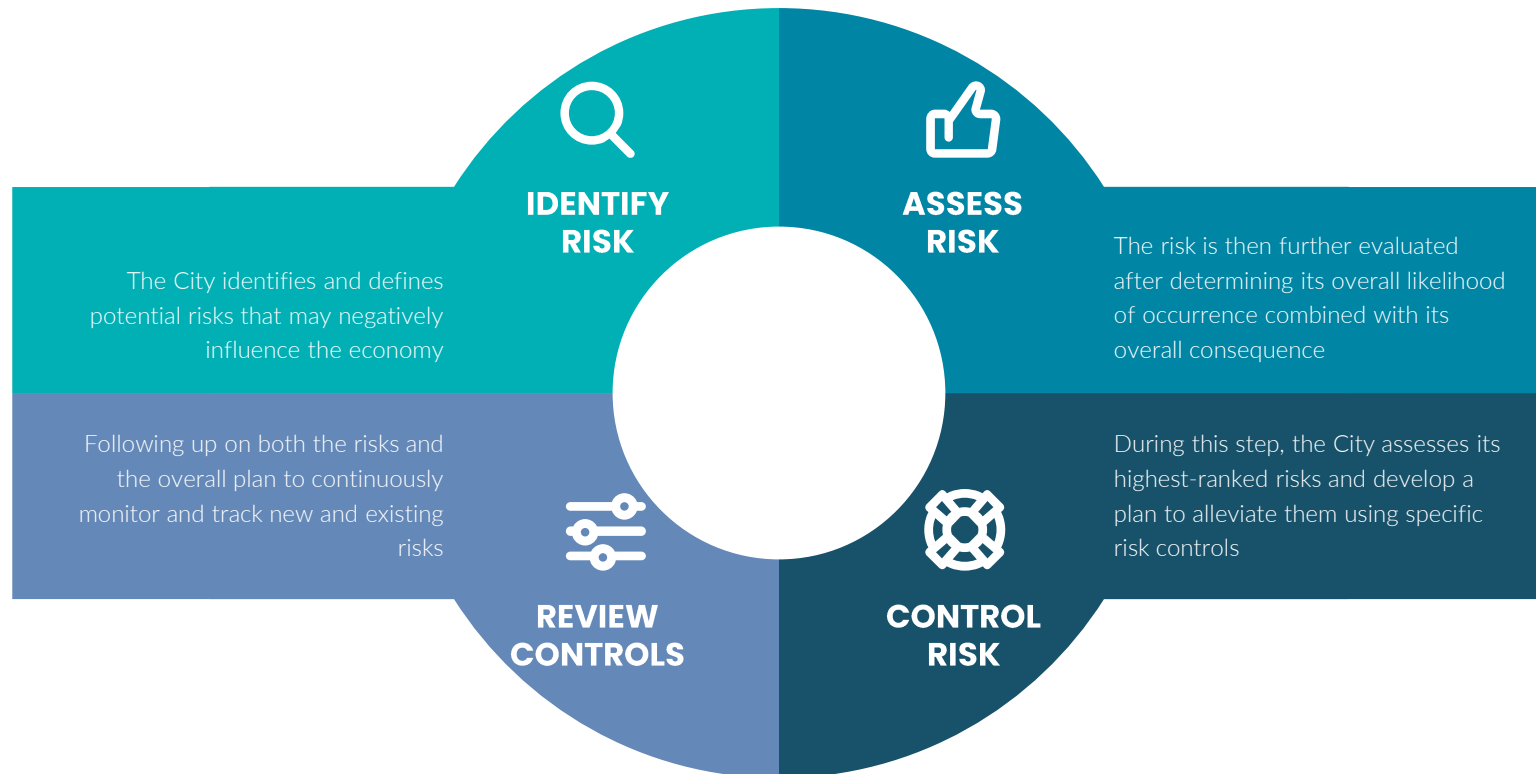 IDENTIFY
RISK
The City identifies and defines
potential risks that may negatively
influence the economy
ASSESS
RISK
The risk is then further evaluated
after determining its overall likelihood
of occurrence combined with its
overall consequence
Following up on both the risks and
the overall plan to continuously
monitor and track new and existing
risks
REVIEW
CONTROLS
During this step, the City assesses its
highest-ranked risks and develop a
plan to alleviate them using specific
risk controls
CONTROL
RISK